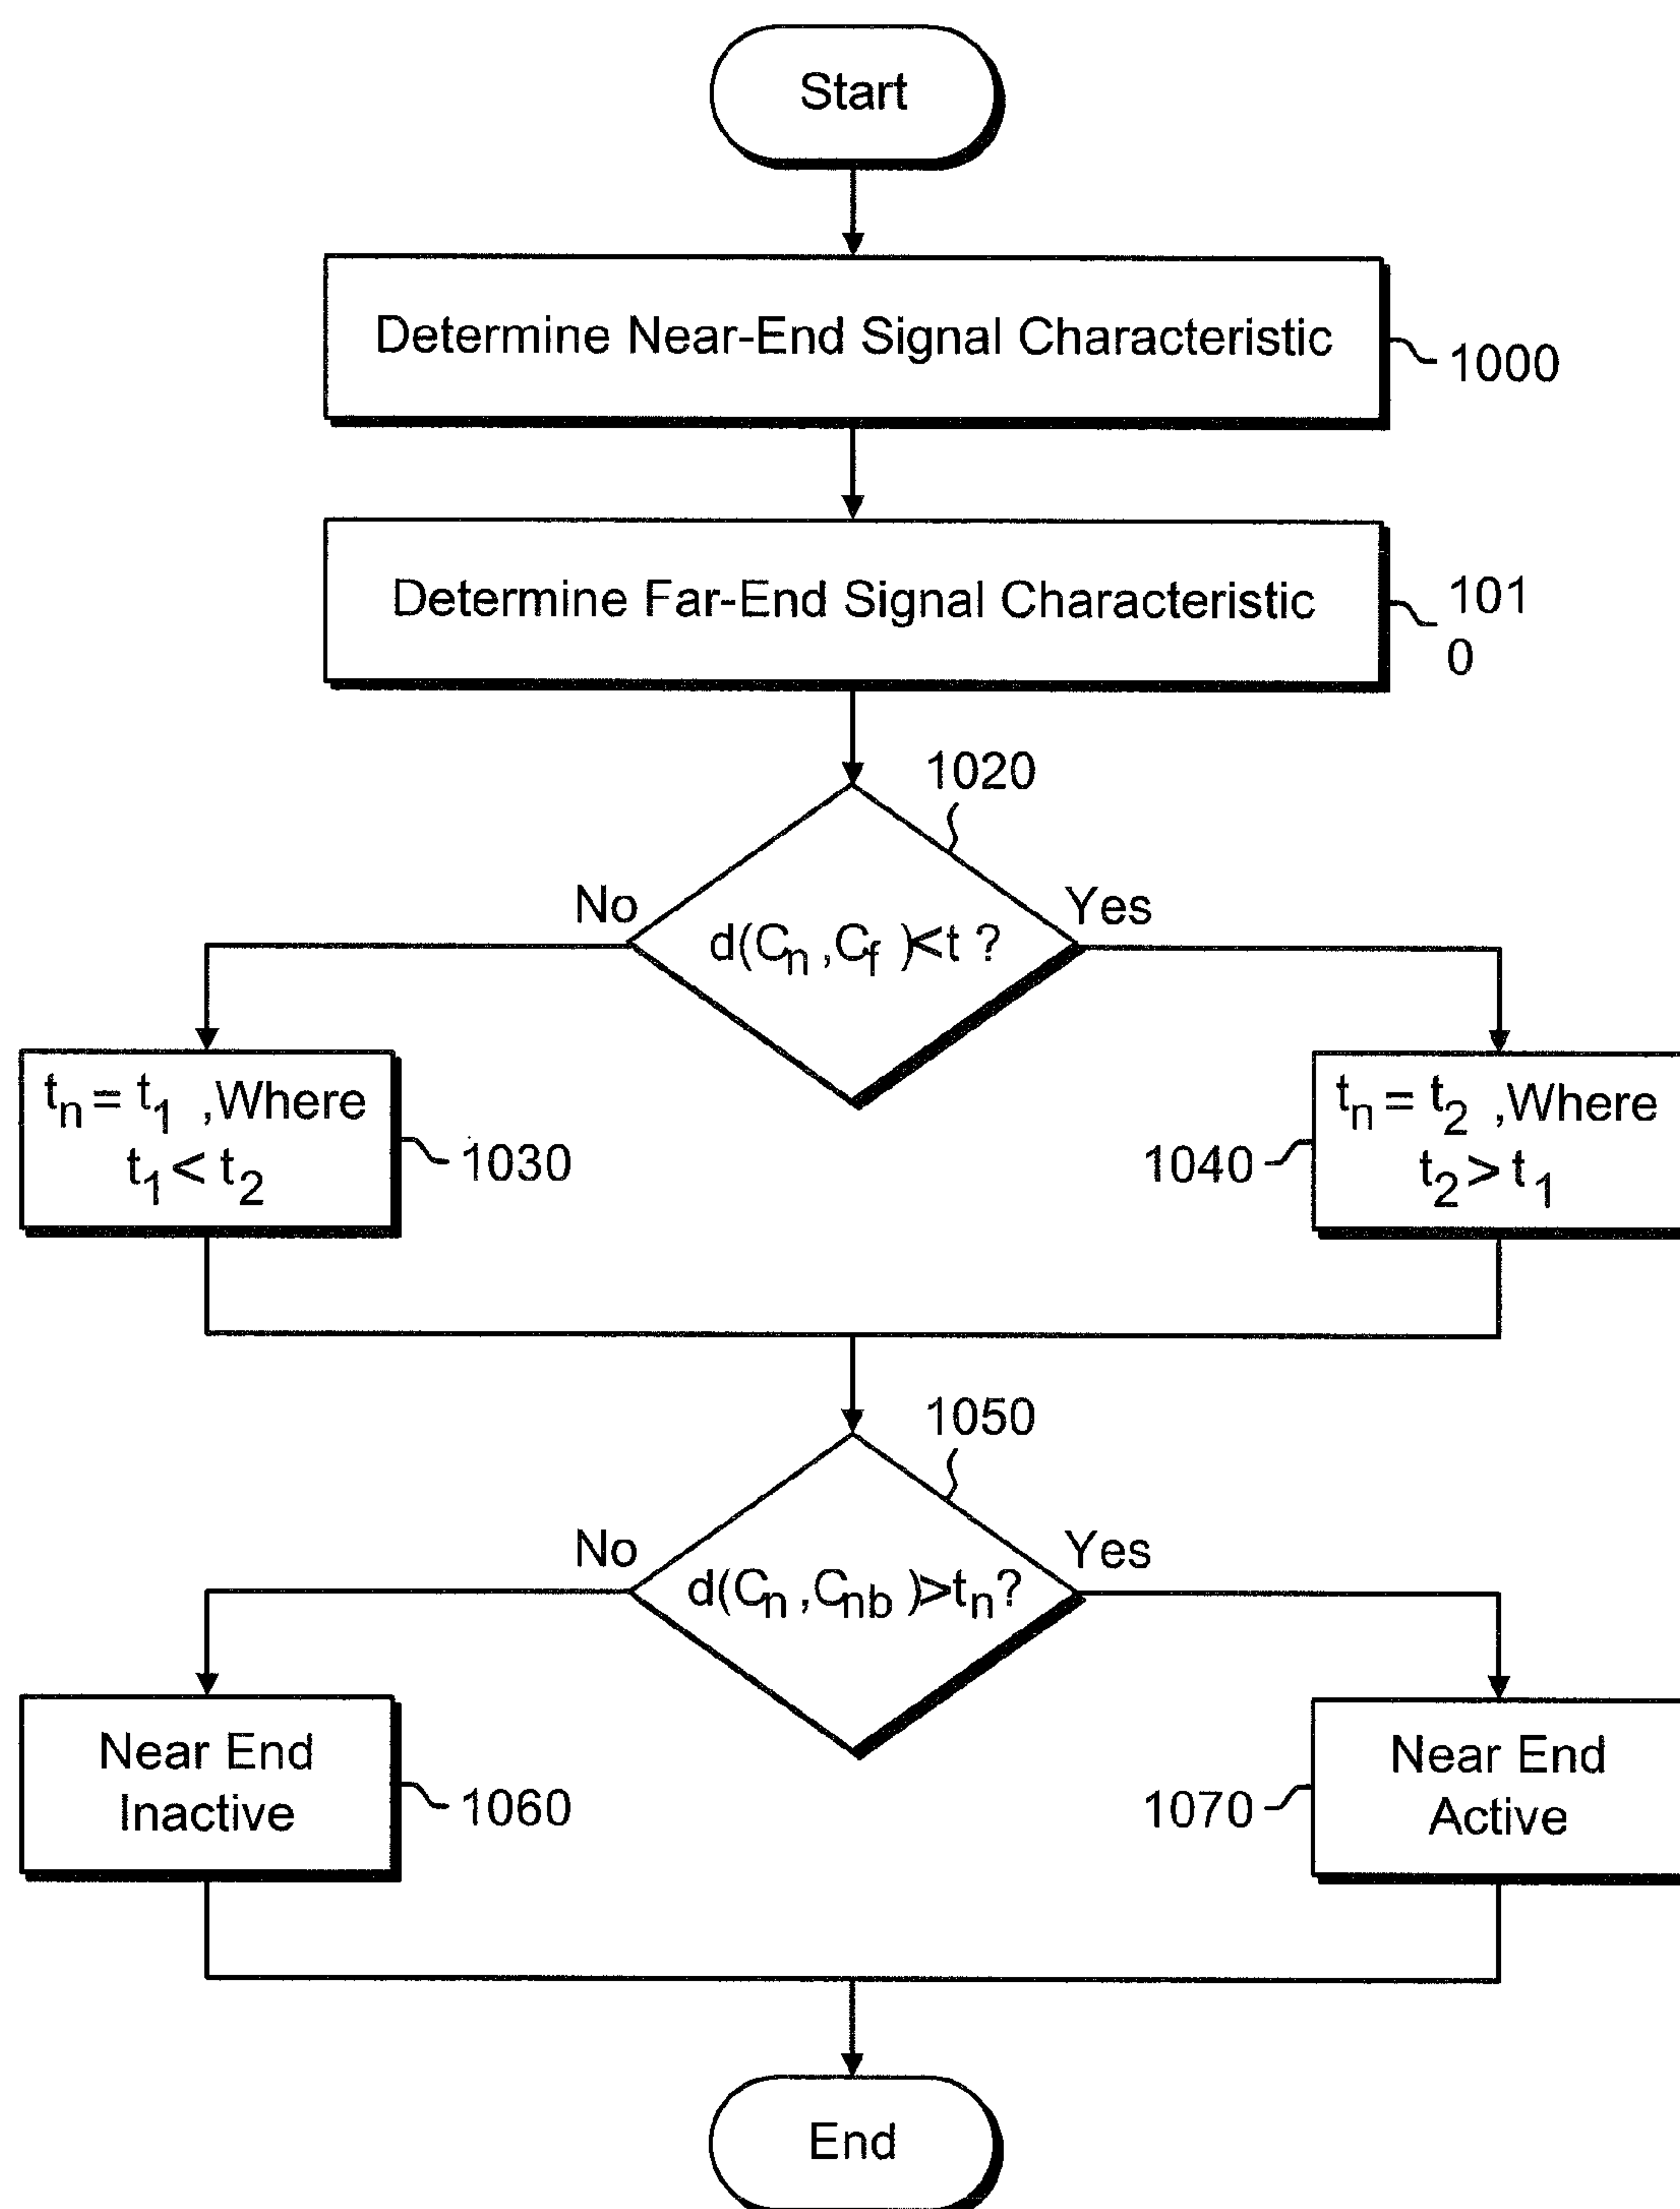 Start
Determine Near-End Signal Characteristic
1000
Determine Far-End Signal Characteristic
101
0
1020
No
Yes
d(Cn ,Cf )<t ?
tn = t1 ,Where
t1 < t2
1030
1040
tn = t2 ,Where
t2 > t1
1050
No
Yes
d(Cn ,Cnb )>tn?
Near End
Inactive
1060
1070
Near End
Active
End